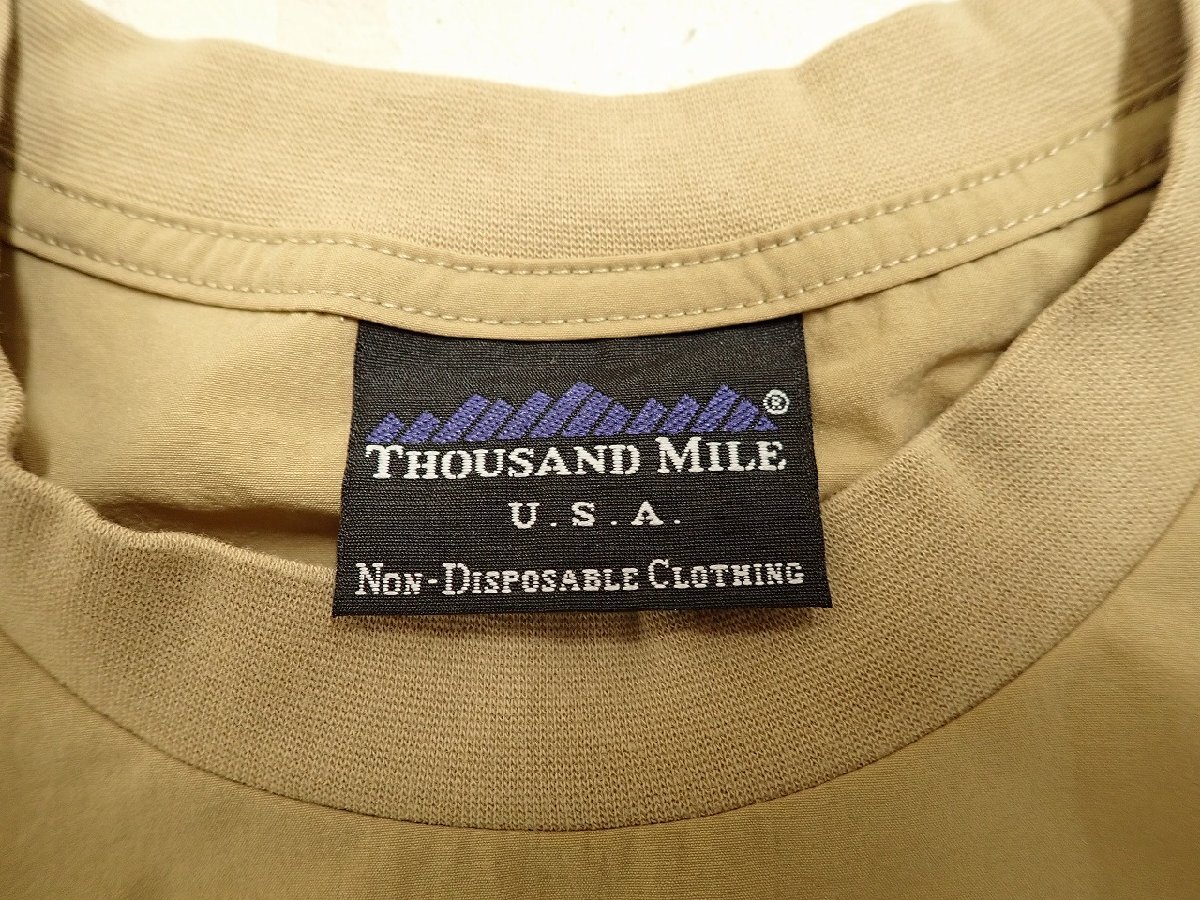 ®
THOUSAND MILE
U.S.A.
NON-DISPOSABLE CLOTHING